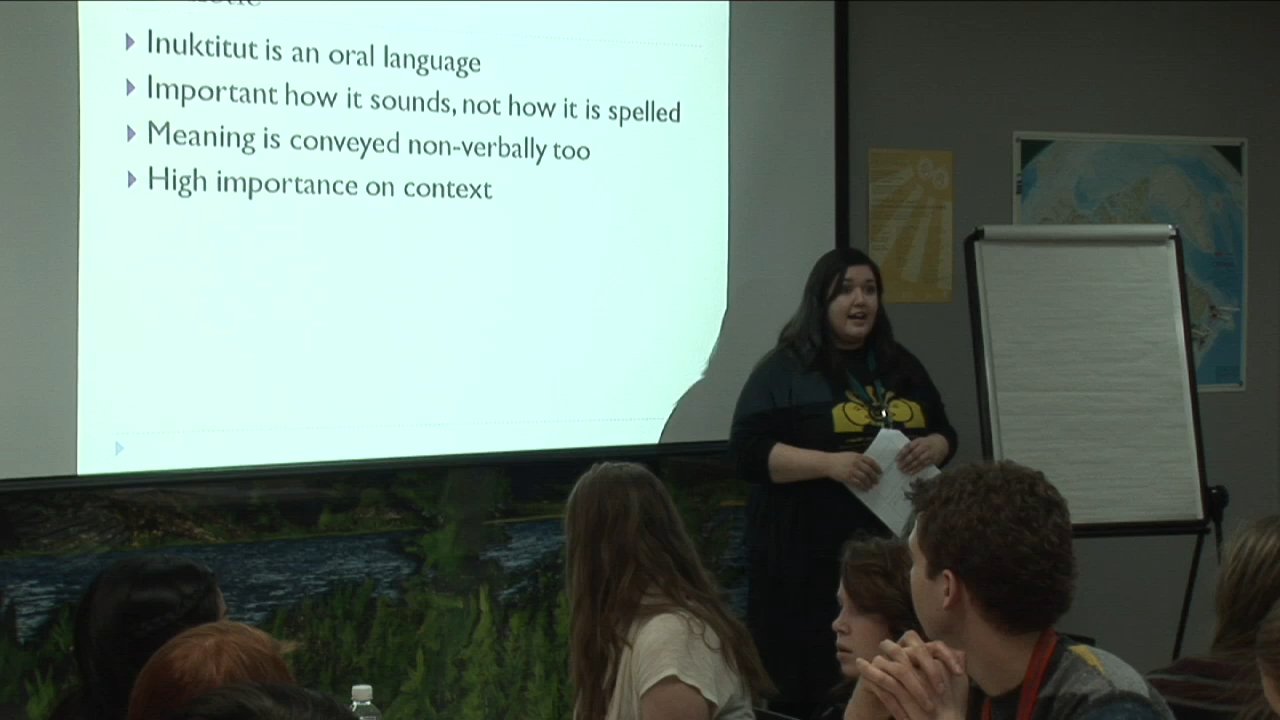 Inuktitut is an oral language
Important how it sounds, not how it is spelled
Meaning is conveyed non-verbally too
High importance on context